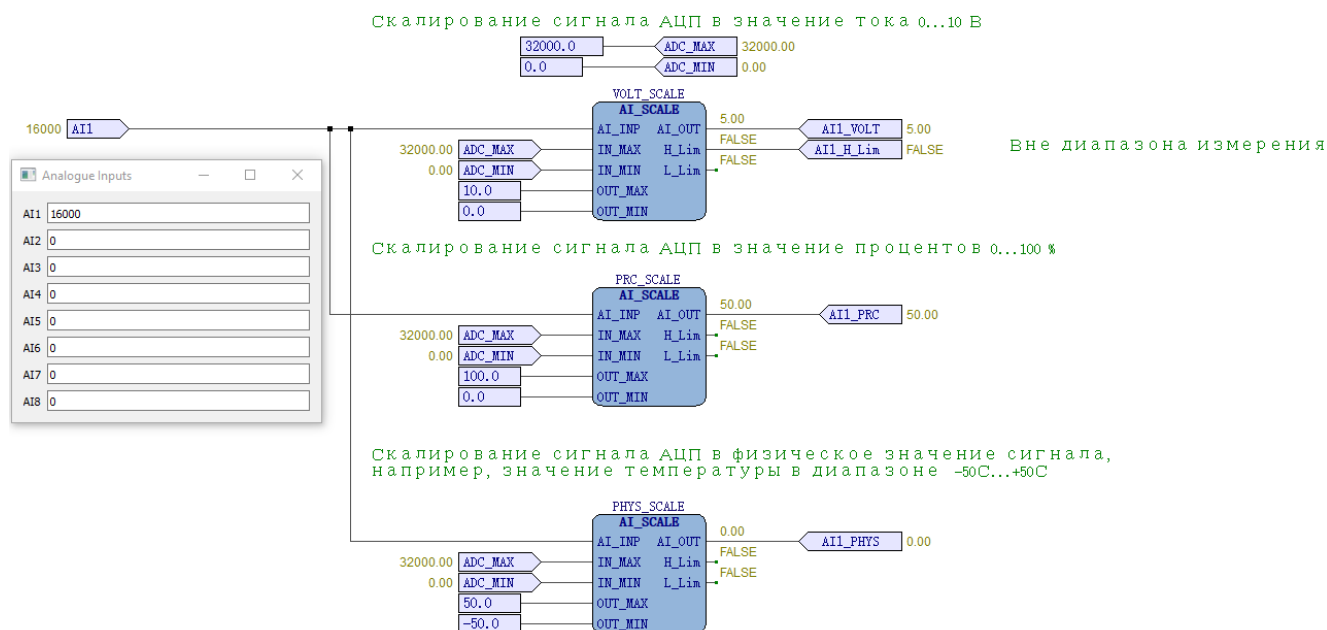 Скалирование сигнала АЦП в значение тока 0...10 В
32000.0 ADC_MAX 32000.00
0.0 ADC_MIN 0.00
VOLT_SCALE
AI_SCALE
16000 AI1
AI_INP AI_OUT 5.00 AI1_VOLT 5.00
32000.00 ADC_MAX IN_MAX H_Lim FALSE AI1_H_Lim FALSE
Вне диапазона измерения
0.00 ADC_MIN IN_MIN L_Lim FALSE
10.0 OUT_MAX
0.0 OUT_MIN
Analogue Inputs
AI1 16000
AI2 0
AI3 0
AI4 0
AI5 0
AI6 0
AI7 0
AI8 0
Скалирование сигнала АЦП в значение процентов 0...100 %
PRC_SCALE
AI_SCALE
AI_INP AI_OUT 50.00 AI1_PRC 50.00
32000.00 ADC_MAX IN_MAX H_Lim FALSE
0.00 ADC_MIN IN_MIN L_Lim FALSE
100.0 OUT_MAX
0.0 OUT_MIN
Скалирование сигнала АЦП в физическое значение сигнала,
например, значение температуры в диапазоне -50С...+50С
PHYS_SCALE
AI_SCALE
AI_INP AI_OUT 0.00 AI1_PHYS 0.00
32000.00 ADC_MAX IN_MAX H_Lim FALSE
0.00 ADC_MIN IN_MIN L_Lim FALSE
50.0 OUT_MAX
-50.0 OUT_MIN